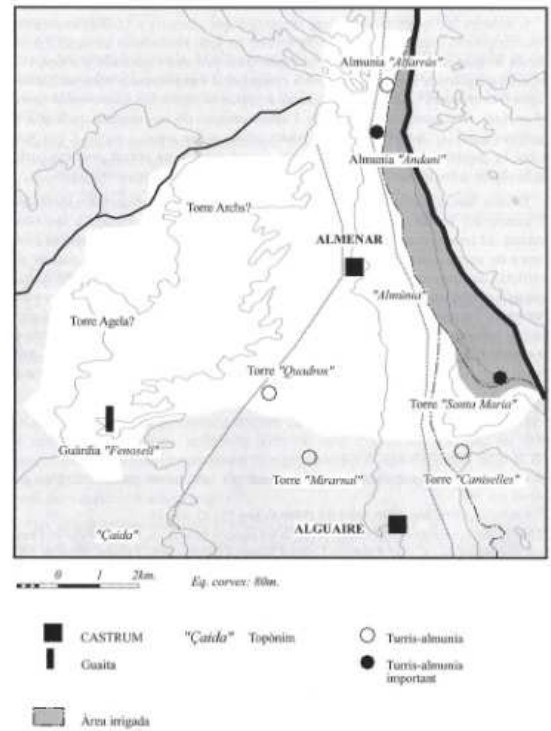 Almunia "Alfarràs"
Almunia "Andani"
Torre Archs?
ALMENAR
"Almúnia"
Torre Agela?
Torre "Quadros"
Torre "Santa Maria"
Guàrdia "Fenosell"
Torre "Mirarnal"
Torre "Caniselles"
ALGUAIRE
"Çaida"
0 1 2km.
Eq. corves: 80m.
CASTRUM
"Çaida" Topònim
Turris-almunia
Guaita
Turris-almunia
important
Àrea irrigada